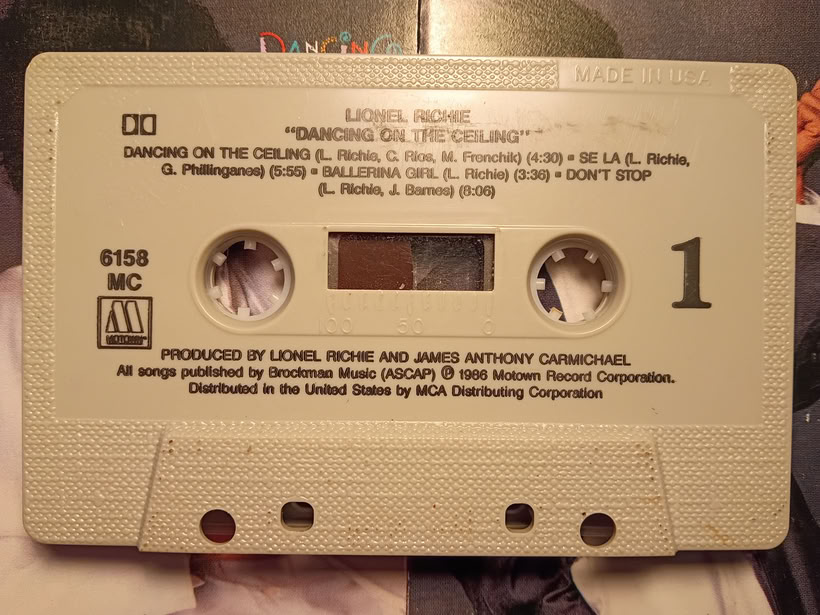 DANCING
MADE IN USA
LIONEL RICHIE
"DANCING ON THE CEILING"
DANCING ON THE CEILING (L. Richie, C. Rios, M. Frenchik) (4:30) ▪ SE LA (L. Richie,
G. Phillinganes) (5:55) ▪ BALLERINA GIRL (L. Richie) (3:36) ▪ DON'T STOP
(L. Richie, J. Barnes) (8:06)
6158
MC
1
100 50 0
MOTOWN
PRODUCED BY LIONEL RICHIE AND JAMES ANTHONY CARMICHAEL
All songs published by Brockman Music (ASCAP) ℗ 1986 Motown Record Corporation.
Distributed in the United States by MCA Distributing Corporation